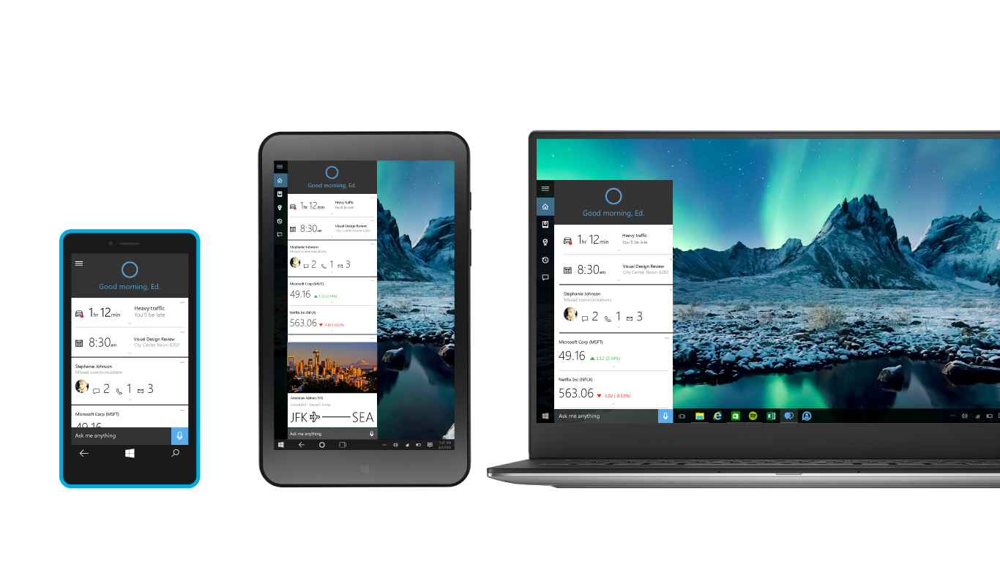 Good morning, Ed.
1hr 12min
Heavy traffic
You'll be late
8:30am
Visual Design Review
City Center Room 6202
Stephanie Johnson
Missed communications
2 1 3
Microsoft Corp (MSFT)
49.16
Ask me anything
Good morning, Ed.
1hr 12min
Heavy traffic
You'll be late
8:30am
Visual Design Review
City Center Room 6202
Stephanie Johnson
Missed communications
2 1 3
Microsoft Corp (MSFT)
49.16 1.12 (2.34%)
Netflix Inc (NFLX)
563.06 -3.02 (-0.53%
American Airlines 976
Scheduled - Departs Friday
JFK SEA
Ask me anything
Good morning, Ed.
1hr 12min
Heavy traffic
You'll be late
8:30am
Visual Design Review
City Center Room 6202
Stephanie Johnson
Missed communications
2 1 3
Microsoft Corp (MSFT)
49.16 1.12 (2.34%)
Netflix Inc (NFLX)
563.06 -3.02 (-0.53%)
Ask me anything